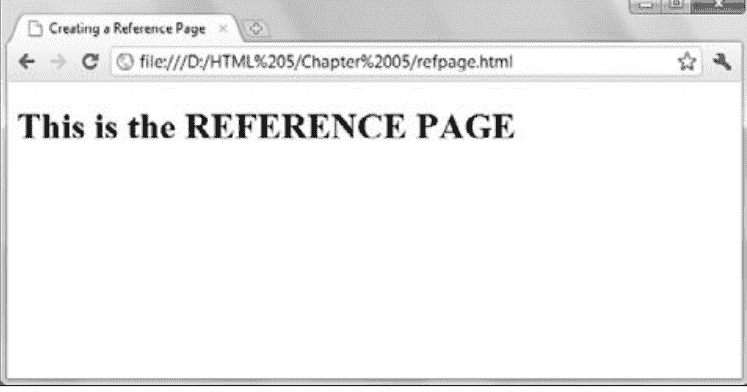 Creating a Reference Page
file:///D:/HTML%205/Chapter%2005/refpage.html
This is the REFERENCE PAGE